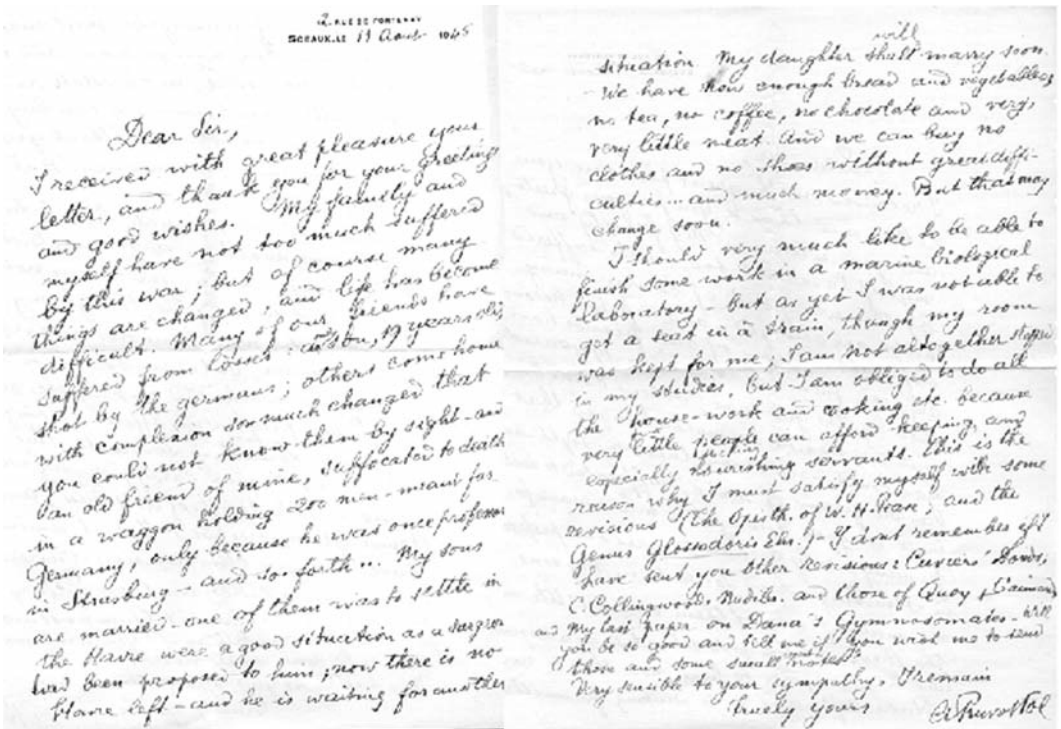 2, RUE DE FONTENAY
SCEAUX, LE 11 Aout 1945
Dear Sir,
I received with great pleasure your
letter, and thank you for your greetings
and good wishes. My family and
myself have not too much suffered
by this war, but of course many
things are changed, and life has become
difficult. Many of our friends have
suffered from losses: a son, 19 years old,
shot by the germans; others come home
with complexion so much changed that
you could not know them by sight - and
an old friend of mine, suffocated to death
in a waggon holding 200 men - meant for
Germany, only because he was once professor
in Strasburg - and so forth... My sons
are married - one of them was to settle in
the Havre were a good situation as a surgeon
had been proposed to him; now there is no
Havre left - and he is waiting for another
situation. My daughter shall will marry soon.
- We have now enough bread and vegetables,
no tea, no coffee, no chocolate and very,
very little meat. And we can buy no
clothes and no shoes without great diffi-
culties... and much money. But that may
change soon.
I should very much like to be able to
finish some work in a marine biological
Laboratory - but as yet I was not able to
get a seat in a train, though my room
was kept for me. I am not altogether stopped
in my studies, but I am obliged to do all
the house-work and cooking etc. because
very little people can afford keeping, and
especially nourishing servants. This is the
reason why I must satisfy myself with some
revisions (The Opisth. of W. H. Pease, and the
Genus Glossodoris Ehr.) - I dont remember if I
have sent you other revisions: Cuvier's Doris,
C. Collingwood's Nudibr. and those of Quoy & Gaimard
and my last paper on Dana's Gymnosomates - Will
you be so good and tell me if you wish me to send
those and some small notes?
Very sensible to your sympathy, I remain
truely yours
A Pruvot Fol